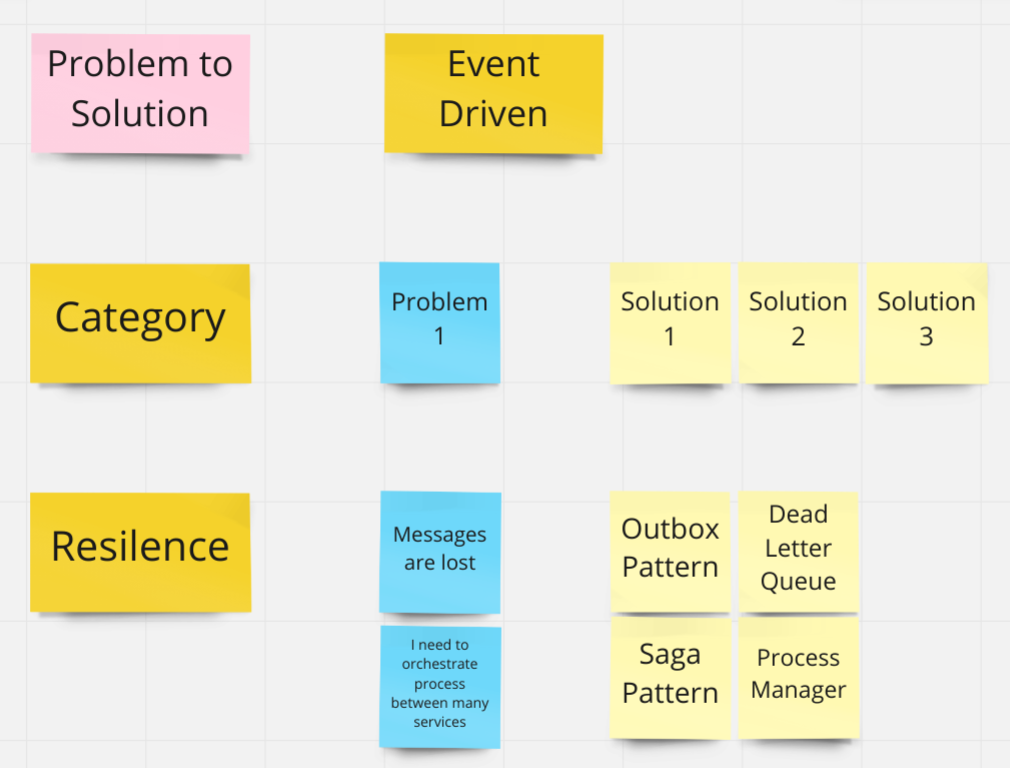 Problem to
Solution
Event
Driven
Category
Problem
1
Solution
1
Solution
2
Solution
3
Resilence
Messages
are lost
Outbox
Pattern
Dead
Letter
Queue
I need to
orchestrate
process
between many
services
Saga
Pattern
Process
Manager